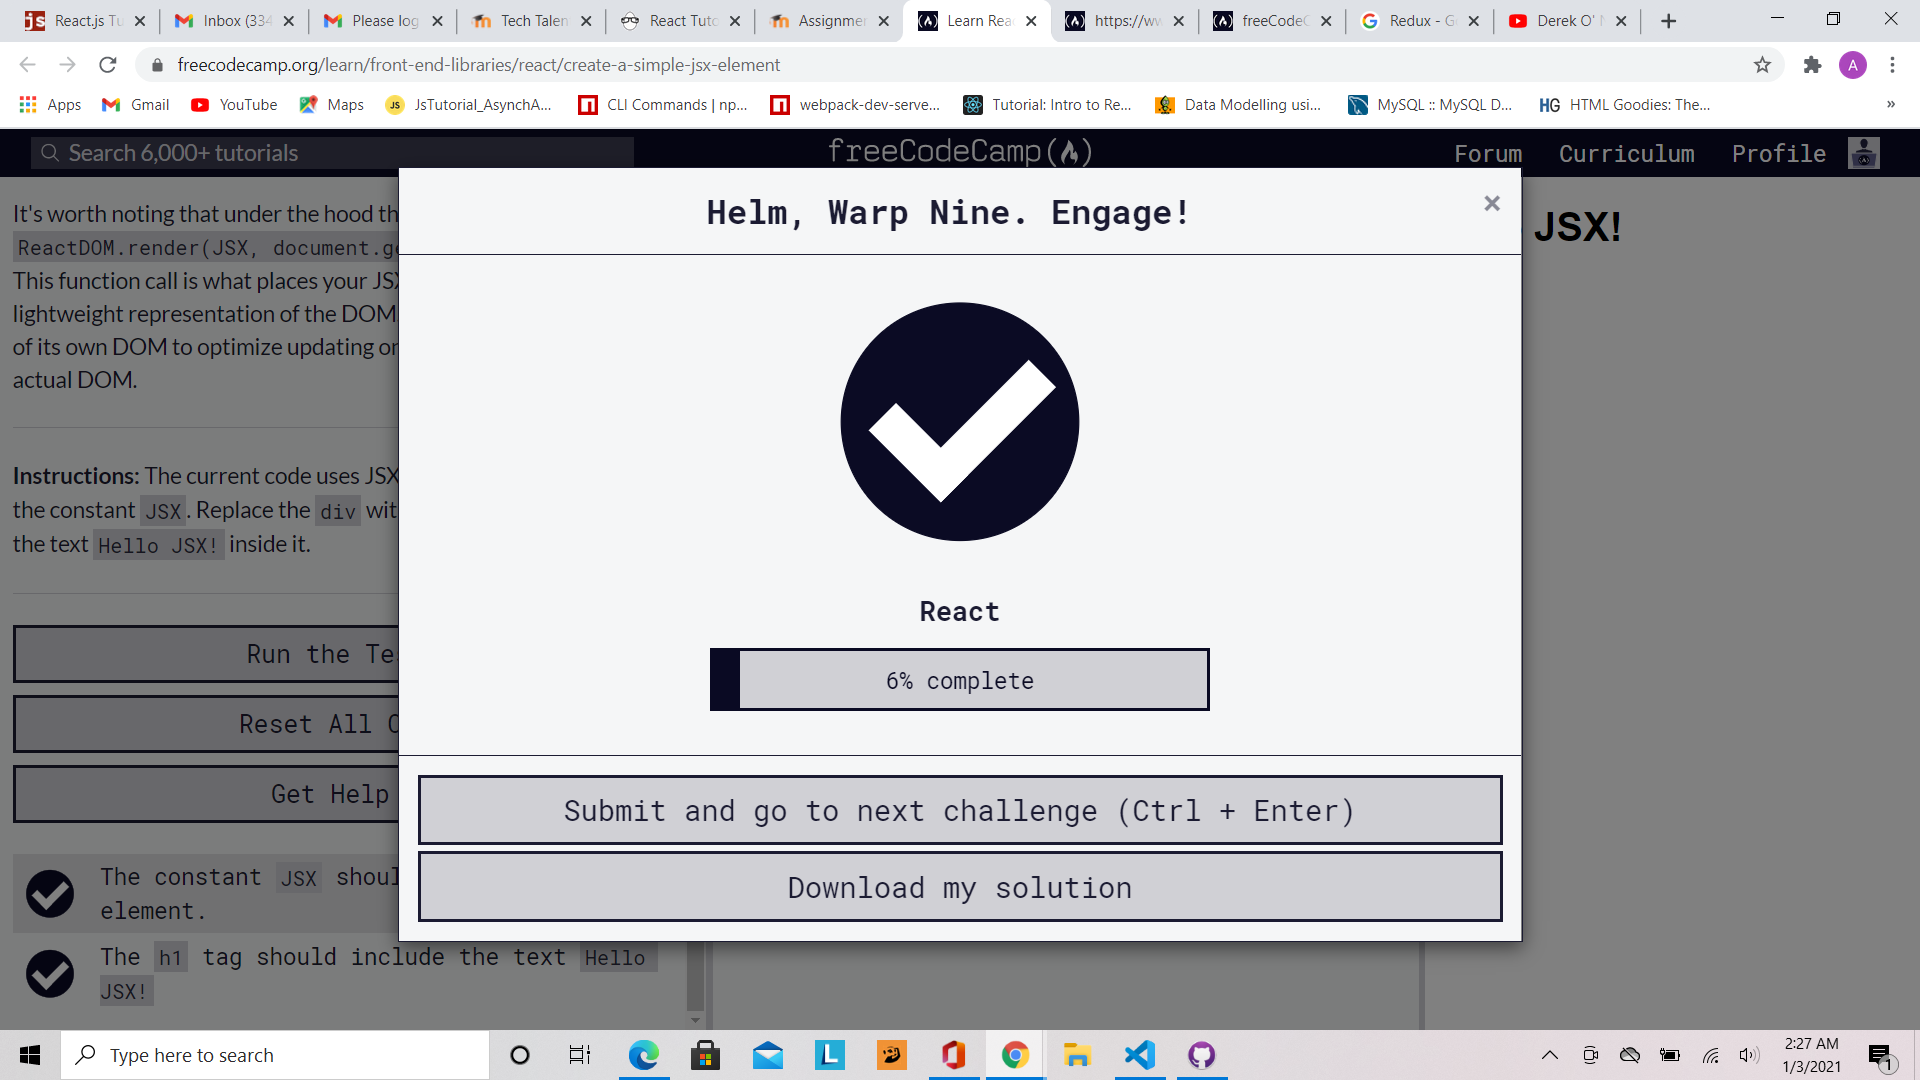 React.js Tu
Inbox (334
Please log
Tech Talen
React Tuto
Assignmen
Learn Rea
https://ww
freeCodeC
Redux - G
Derek O'
freecodecamp.org/learn/front-end-libraries/react/create-a-simple-jsx-element
A
Apps
Gmail
YouTube
Maps
JsTutorial_AsynchA...
CLI Commands | np...
webpack-dev-serve...
Tutorial: Intro to Re...
Data Modelling usi...
MySQL :: MySQL D...
HG HTML Goodies: The...
»
Search 6,000+ tutorials
freeCodeCamp
Forum
Curriculum
Profile
It's worth noting that under the hood th
ReactDOM.render(JSX, document.ge
This function call is what places your JSX
lightweight representation of the DOM.
of its own DOM to optimize updating on
actual DOM.
Instructions: The current code uses JSX
the constant JSX. Replace the div wit
the text Hello JSX! inside it.
Run the Te
Reset All C
Get Help
The constant JSX shoul
element.
The h1 tag should include the text Hello
JSX!
Helm, Warp Nine. Engage!
×
React
6% complete
Submit and go to next challenge (Ctrl + Enter)
Download my solution
JSX!
Type here to search
2:27 AM
1/3/2021
1